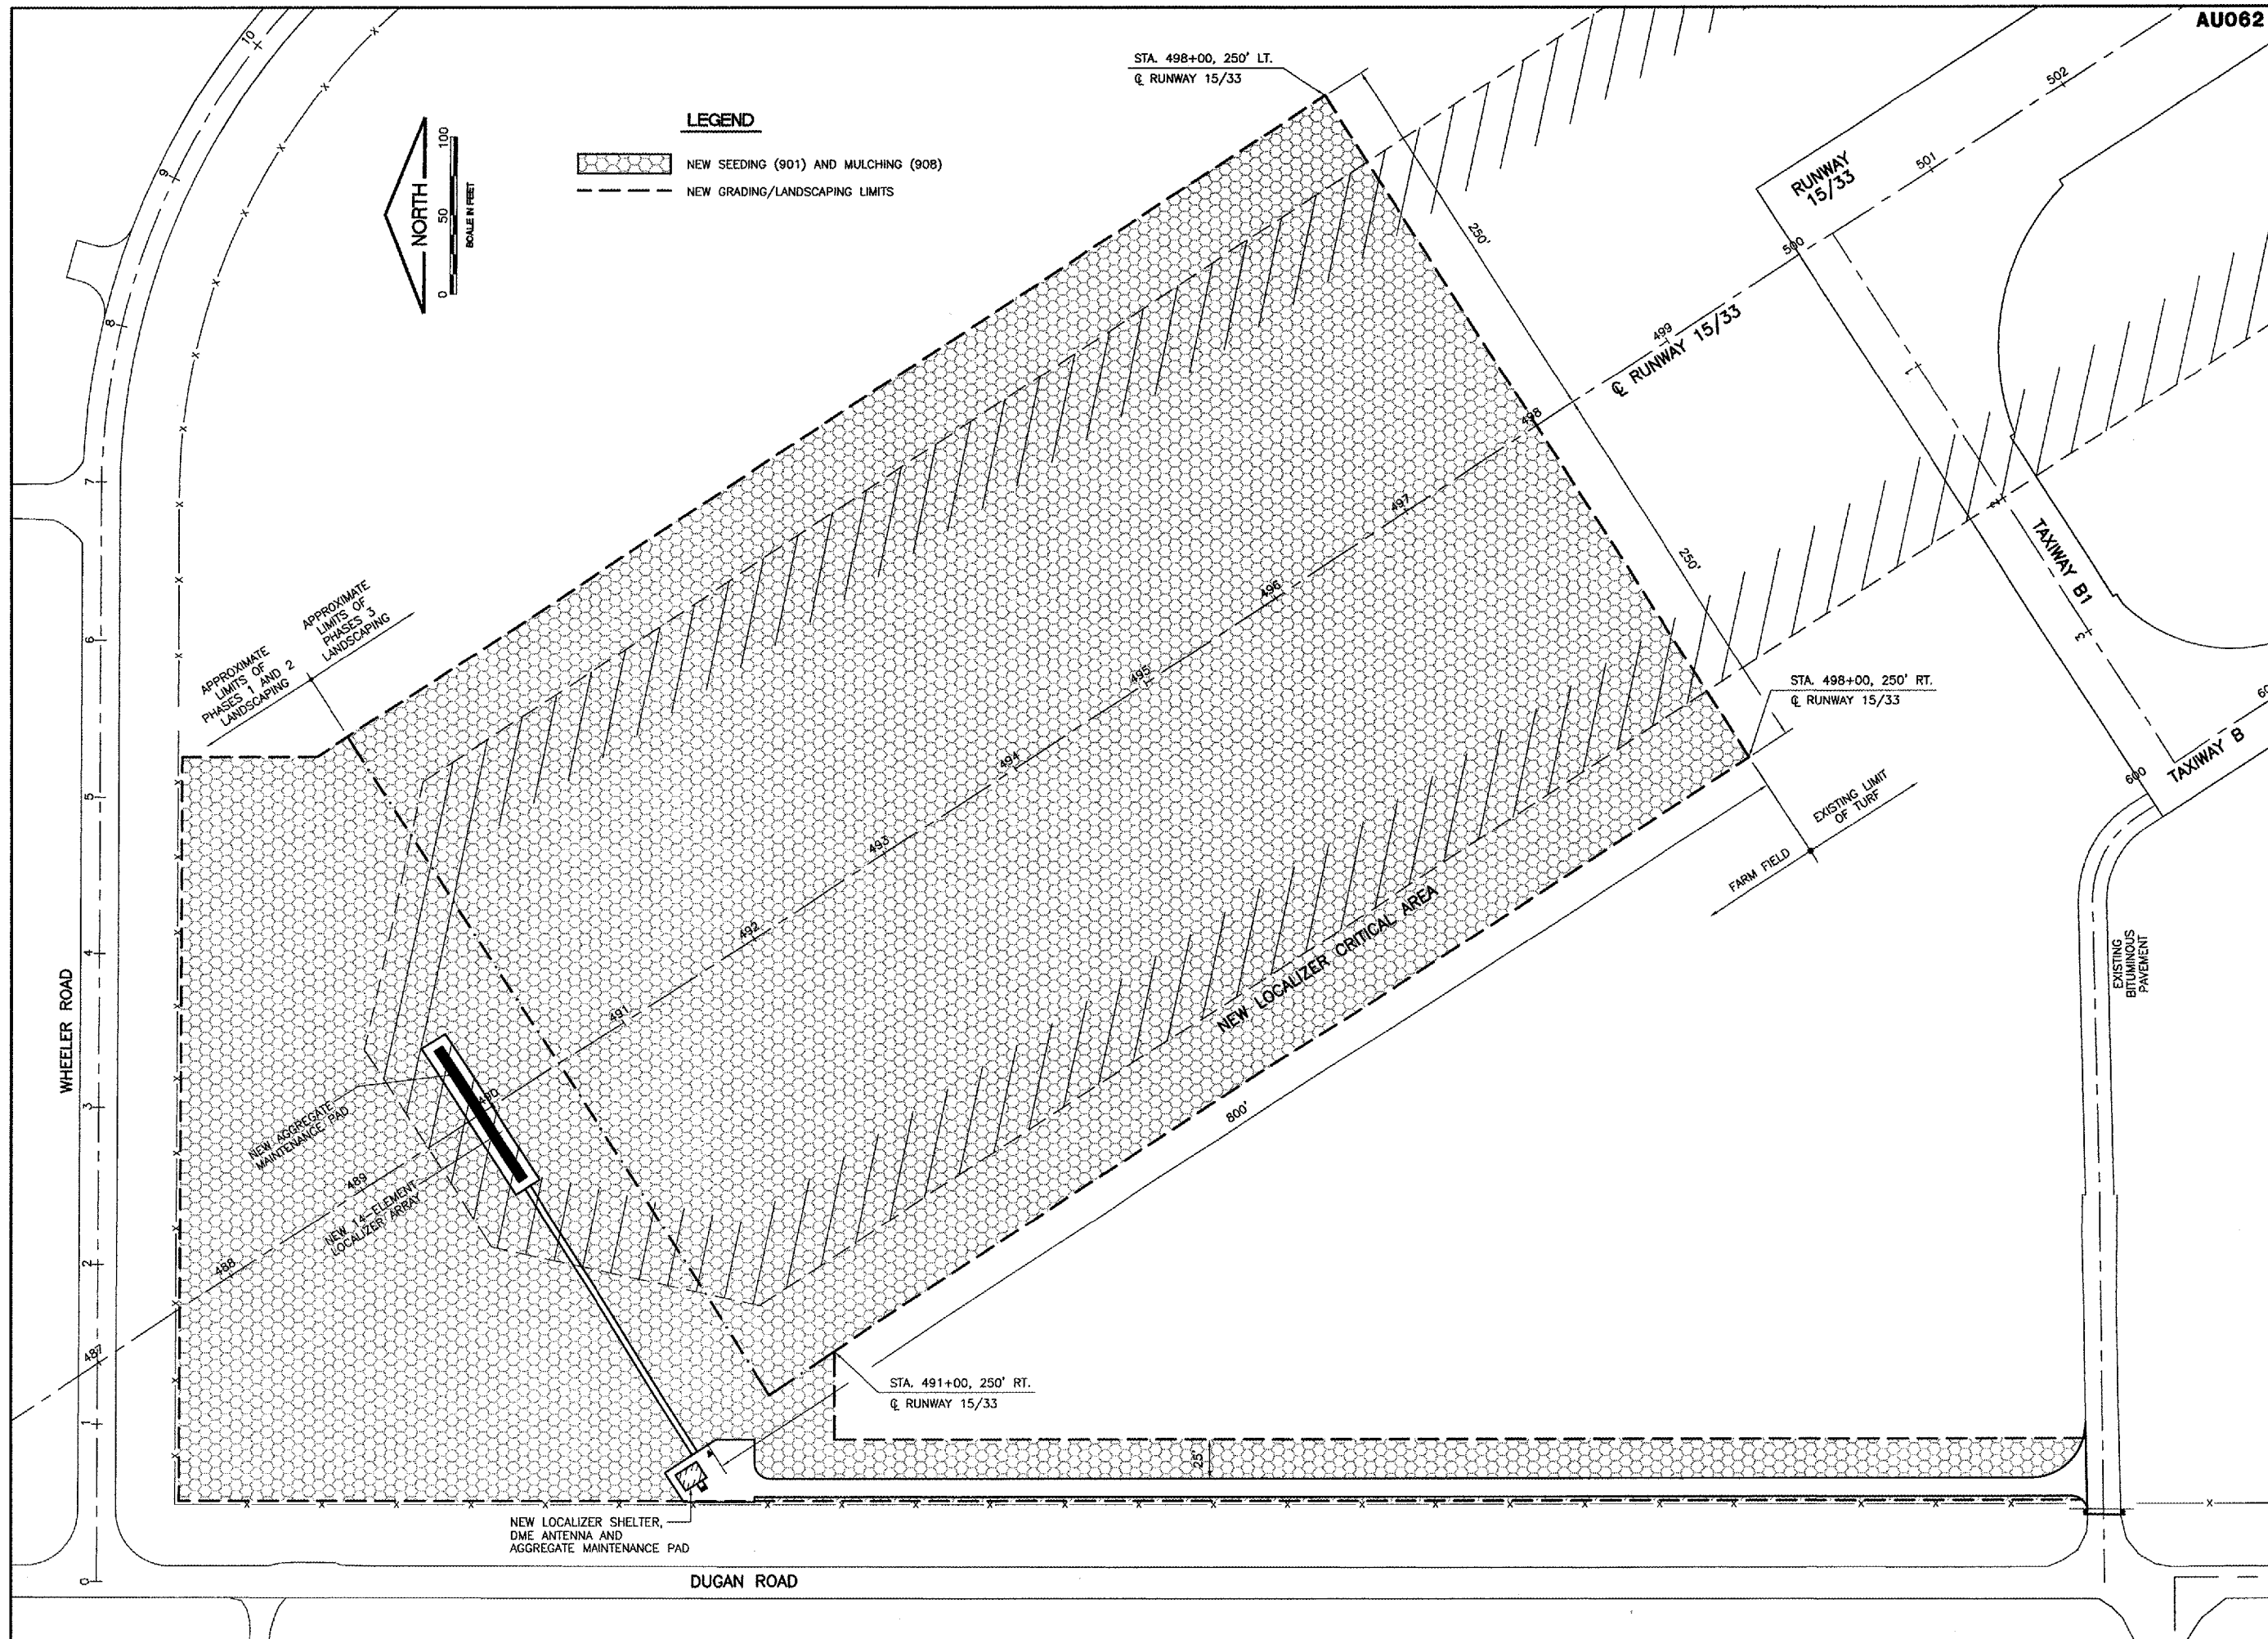 AU062
STA. 498+00, 250' LT.
℄ RUNWAY 15/33
LEGEND
NEW SEEDING (901) AND MULCHING (908)
NEW GRADING/LANDSCAPING LIMITS
NORTH
0 50 100
SCALE IN FEET
10
9
8
7
6
5
4
3
2
1
0
WHEELER ROAD
RUNWAY
15/33
502
501
500
499
℄ RUNWAY 15/33
498
497
496
495
494
493
492
491
490
489
488
487
250'
250'
1
2
3
TAXIWAY B1
TAXIWAY B
600
60
APPROXIMATE
LIMITS OF
PHASES 1 AND 2
LANDSCAPING
APPROXIMATE
LIMITS OF
PHASES 3
LANDSCAPING
STA. 498+00, 250' RT.
℄ RUNWAY 15/33
EXISTING LIMIT
OF TURF
FARM FIELD
EXISTING
BITUMINOUS
PAVEMENT
NEW LOCALIZER CRITICAL AREA
800'
NEW AGGREGATE
MAINTENANCE PAD
NEW 14-ELEMENT
LOCALIZER ARRAY
STA. 491+00, 250' RT.
℄ RUNWAY 15/33
25'
NEW LOCALIZER SHELTER,
DME ANTENNA AND
AGGREGATE MAINTENANCE PAD
DUGAN ROAD